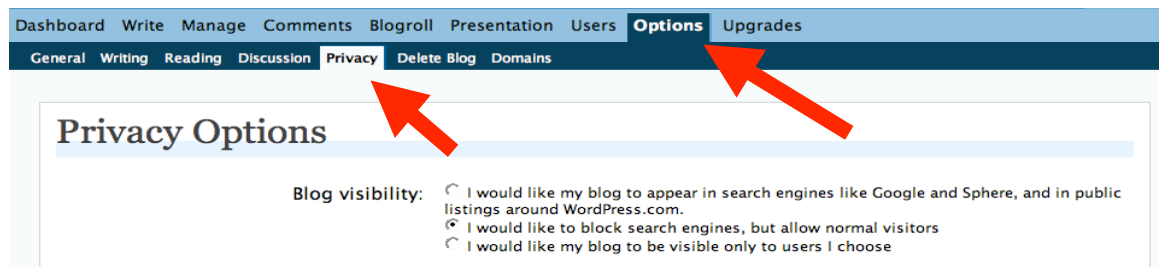 Dashboard Write Manage Comments Blogroll Presentation Users Options Upgrades
General Writing Reading Discussion Privacy Delete Blog Domains
Privacy Options
Blog visibility: I would like my blog to appear in search engines like Google and Sphere, and in public
listings around WordPress.com.
I would like to block search engines, but allow normal visitors
I would like my blog to be visible only to users I choose